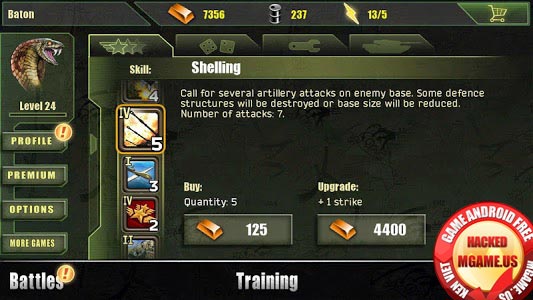 Baton
7356
237
13/5
Skill:
Shelling
Level 24
PROFILE
PREMIUM
OPTIONS
MORE GAMES
4
IV
5
I
3
IV
2
II
Call for several artillery attacks on enemy base. Some defence
structures will be destroyed or base size will be reduced.
Number of attacks: 7.
Buy:
Quantity: 5
125
Upgrade:
+ 1 strike
4400
Battles
Training
GAME ANDROID FREE
HACKED
MGAME.US
KEN VIET
MGAME.US